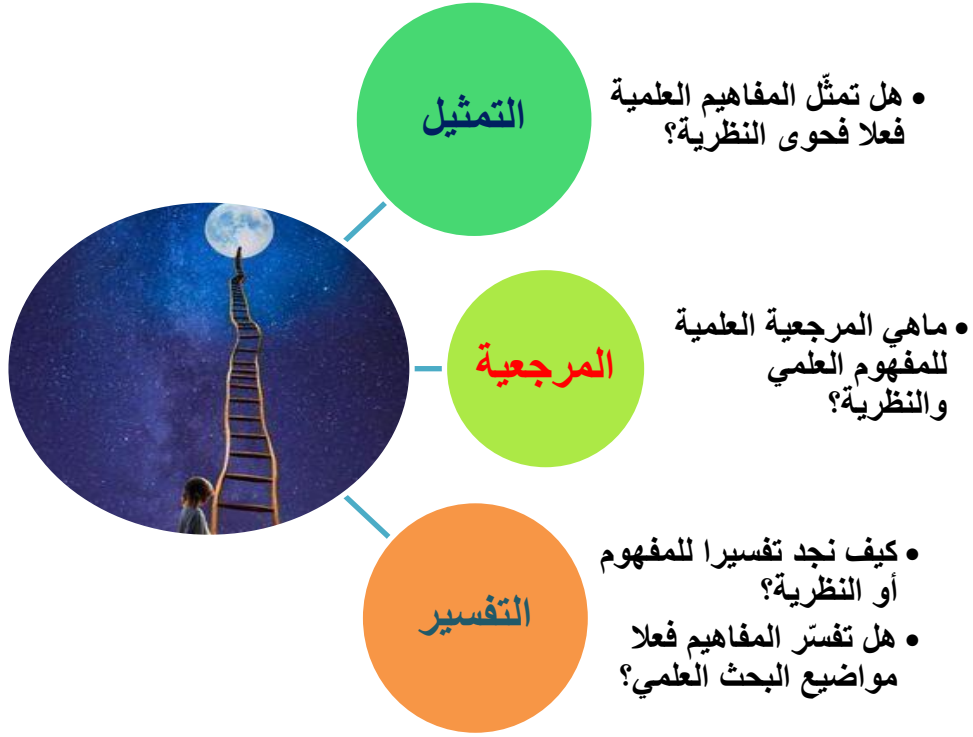 التمثيل
• هل تمثّل المفاهيم العلمية
فعلا فحوى النظرية؟
المرجعية
• ماهي المرجعية العلمية
للمفهوم العلمي
والنظرية؟
التفسير
• كيف نجد تفسيرا للمفهوم
أو النظرية؟
• هل تفسّر المفاهيم فعلا
مواضيع البحث العلمي؟